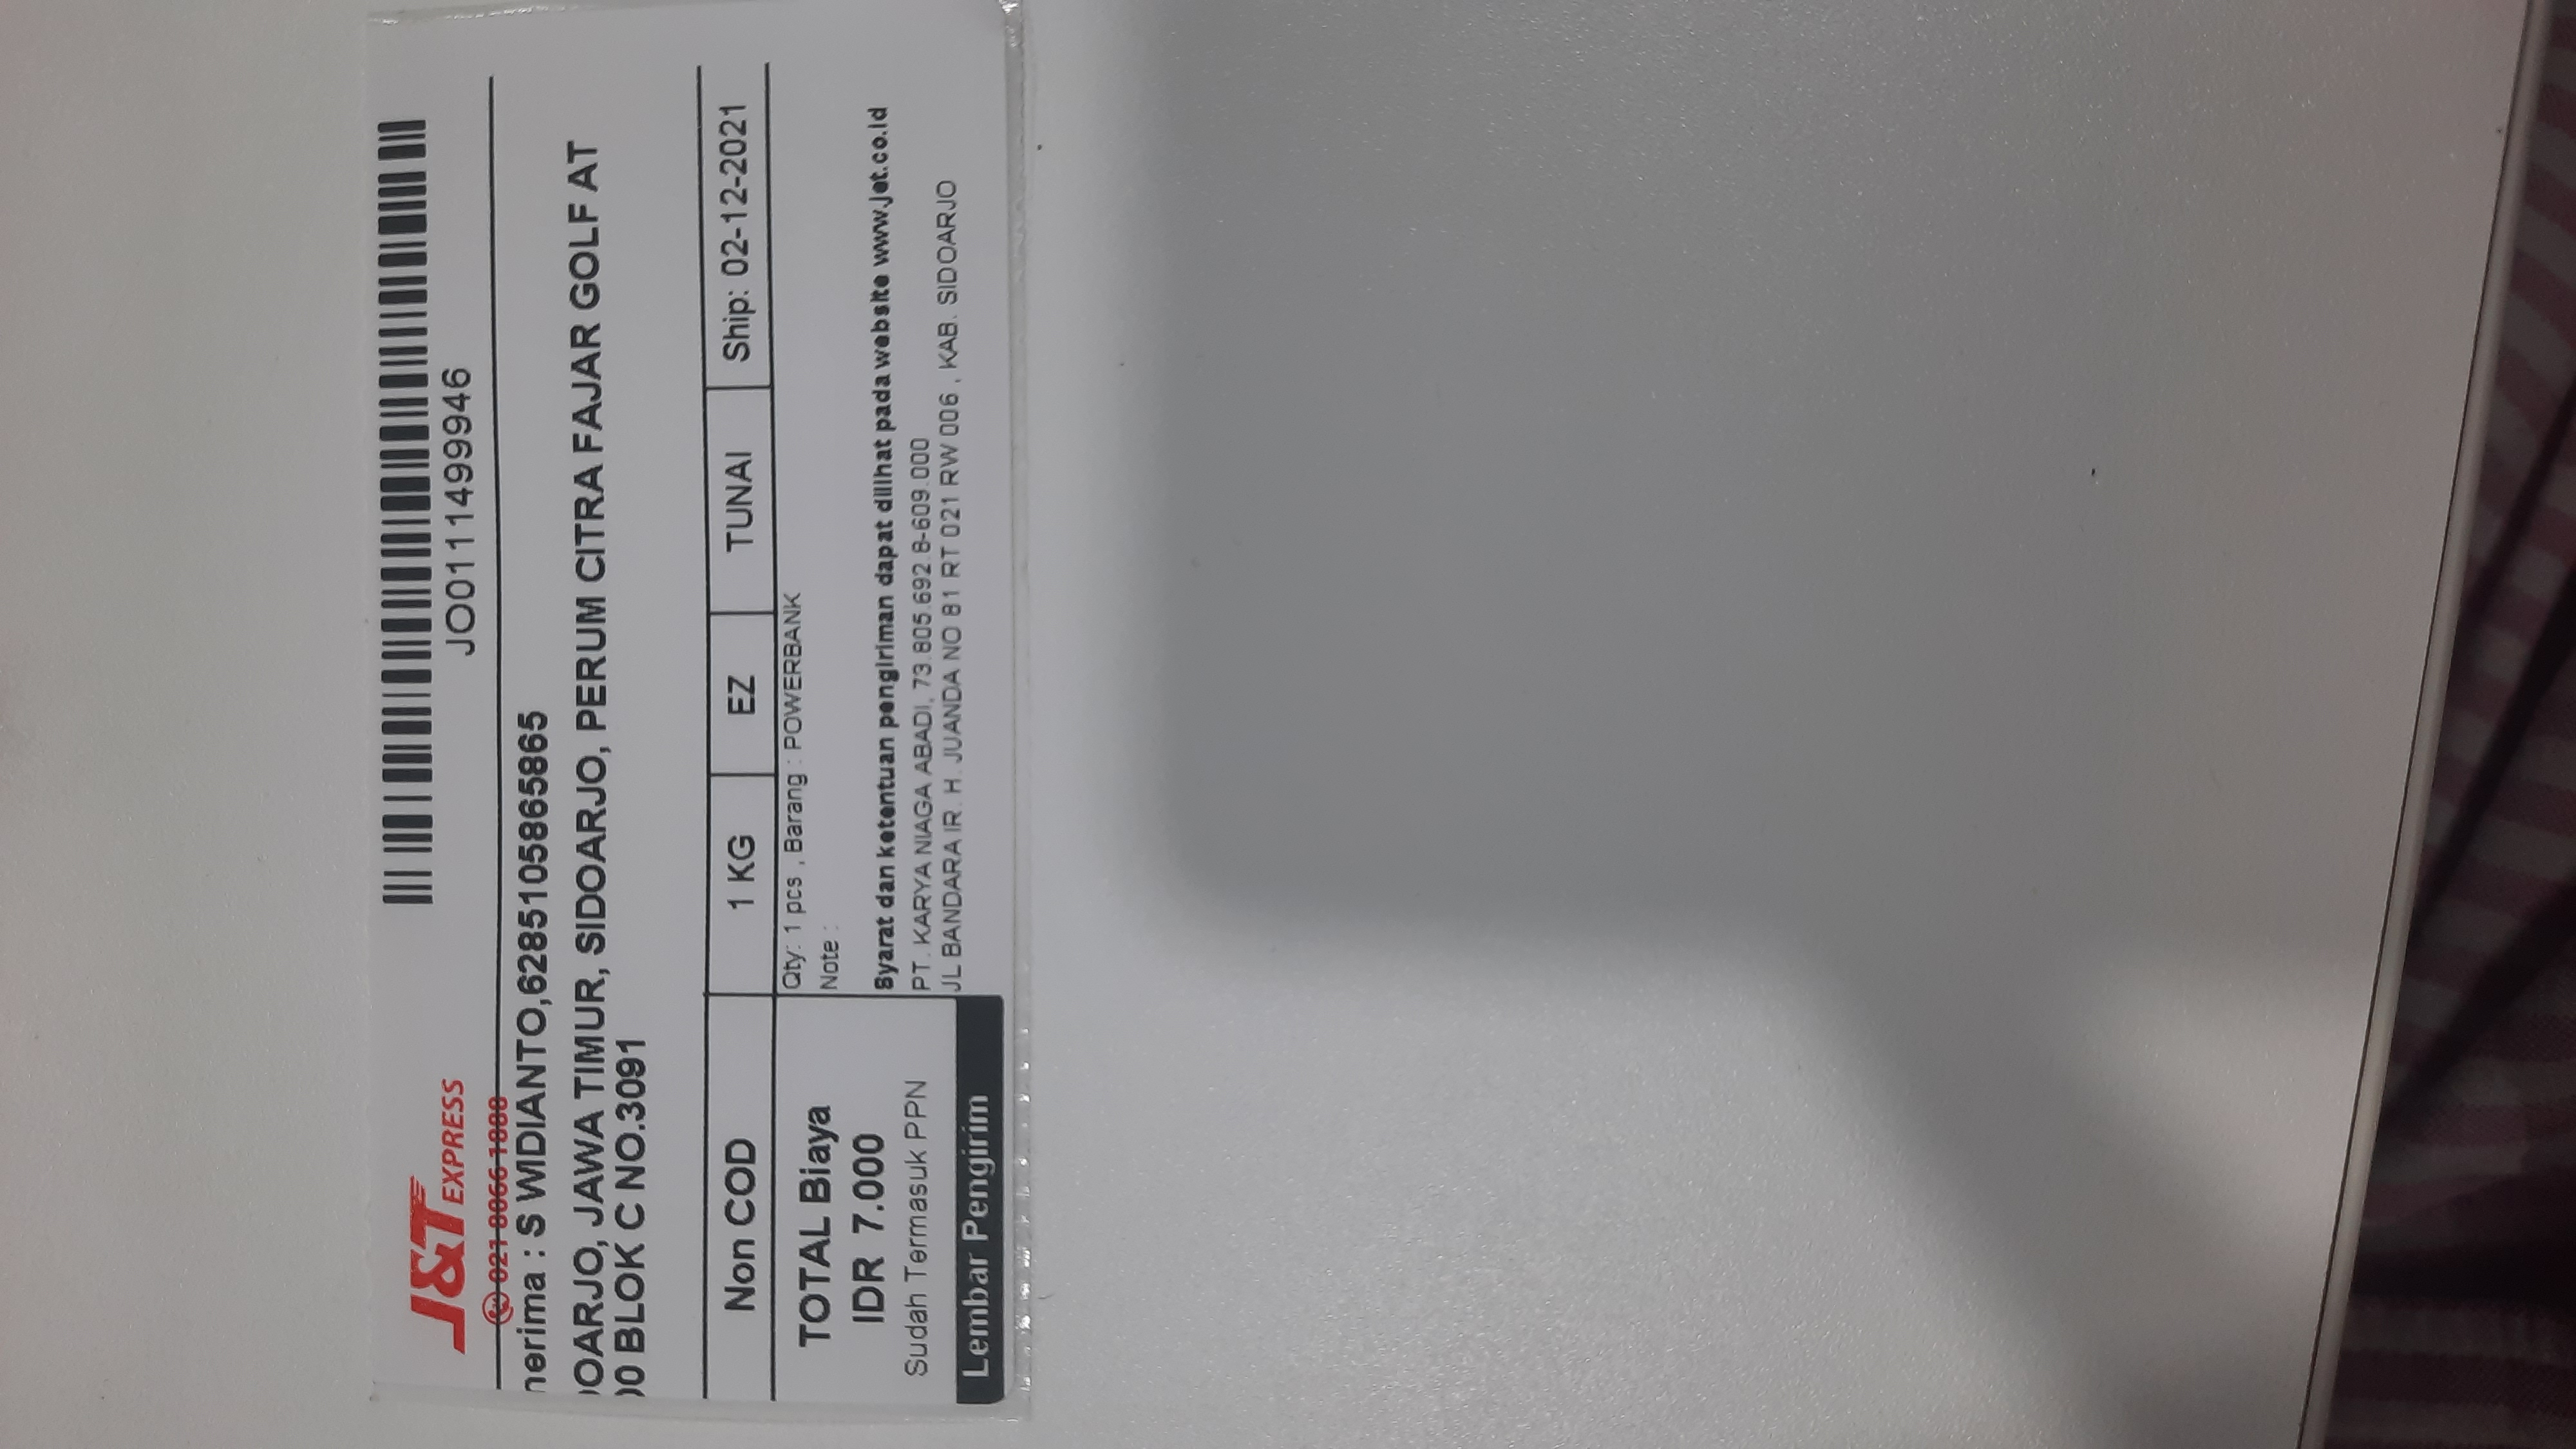 J&T EXPRESS
JO0111499946
021 8066 1888
nerima : S WIDIANTO,6285105865865
OARJO, JAWA TIMUR, SIDOARJO, PERUM CITRA FAJAR GOLF AT
0 BLOK C NO.3091
Non COD 1 KG EZ TUNAI Ship: 02-12-2021
TOTAL Biaya
IDR 7.000
Sudah Termasuk PPN
Lembar Pengirim
Qty: 1 pcs , Barang : POWERBANK
Note :
Syarat dan ketentuan pengiriman dapat dilihat pada website www.jet.co.id
PT. KARYA NIAGA ABADI, 73.805.692.8-609.000
JL BANDARA IR. H. JUANDA NO 81 RT 021 RW 006 , KAB. SIDOARJO